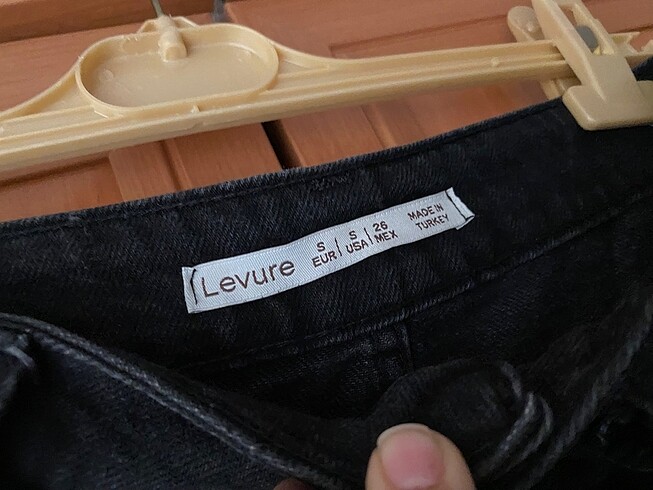 Levure
S EUR | S USA | 26 MEX
MADE IN
TURKEY